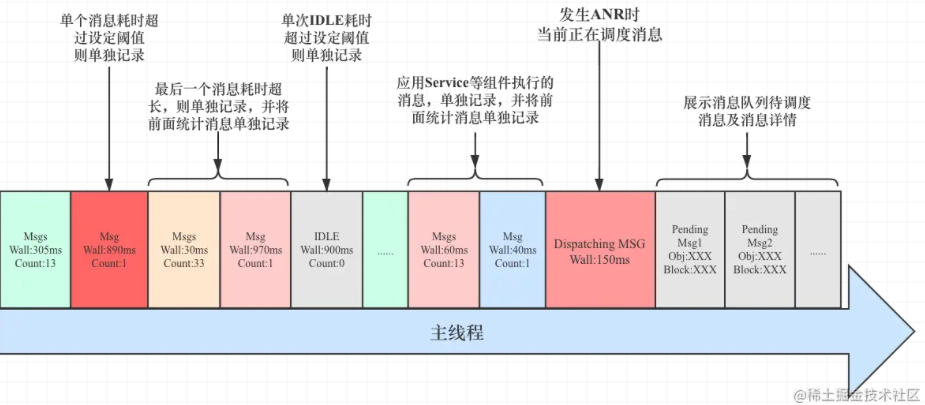 单个消息耗时超
过设定阈值
则单独记录
最后一个消息耗时超
长，则单独记录，并将
前面统计消息单独记录
单次IDLE耗时
超过设定阈值
则单独记录
应用Service等组件执行的
消息，单独记录，并将前
面统计消息单独记录
发生ANR时
当前正在调度消息
展示消息队列待调度
消息及消息详情
Msgs
Wall:305ms
Count:13
Msg
Wall:890ms
Count:1
Msgs
Wall:30ms
Count:33
Msg
Wall:970ms
Count:1
IDLE
Wall:900ms
Count:0
......
Msgs
Wall:60ms
Count:13
Msg
Wall:40ms
Count:1
Dispatching MSG
Wall:150ms
Pending
Msg1
Obj:XXX
Block:XXX
Pending
Msg2
Obj:XXX
Block:XXX
......
主线程
@稀土掘金技术社区